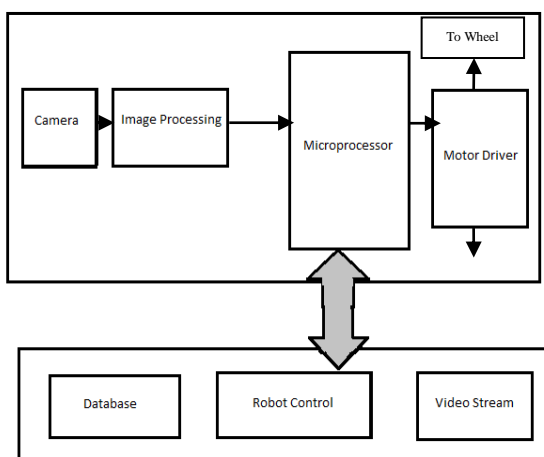 To Wheel
Camera
Image Processing
Microprocessor
Motor Driver
Database
Robot Control
Video Stream